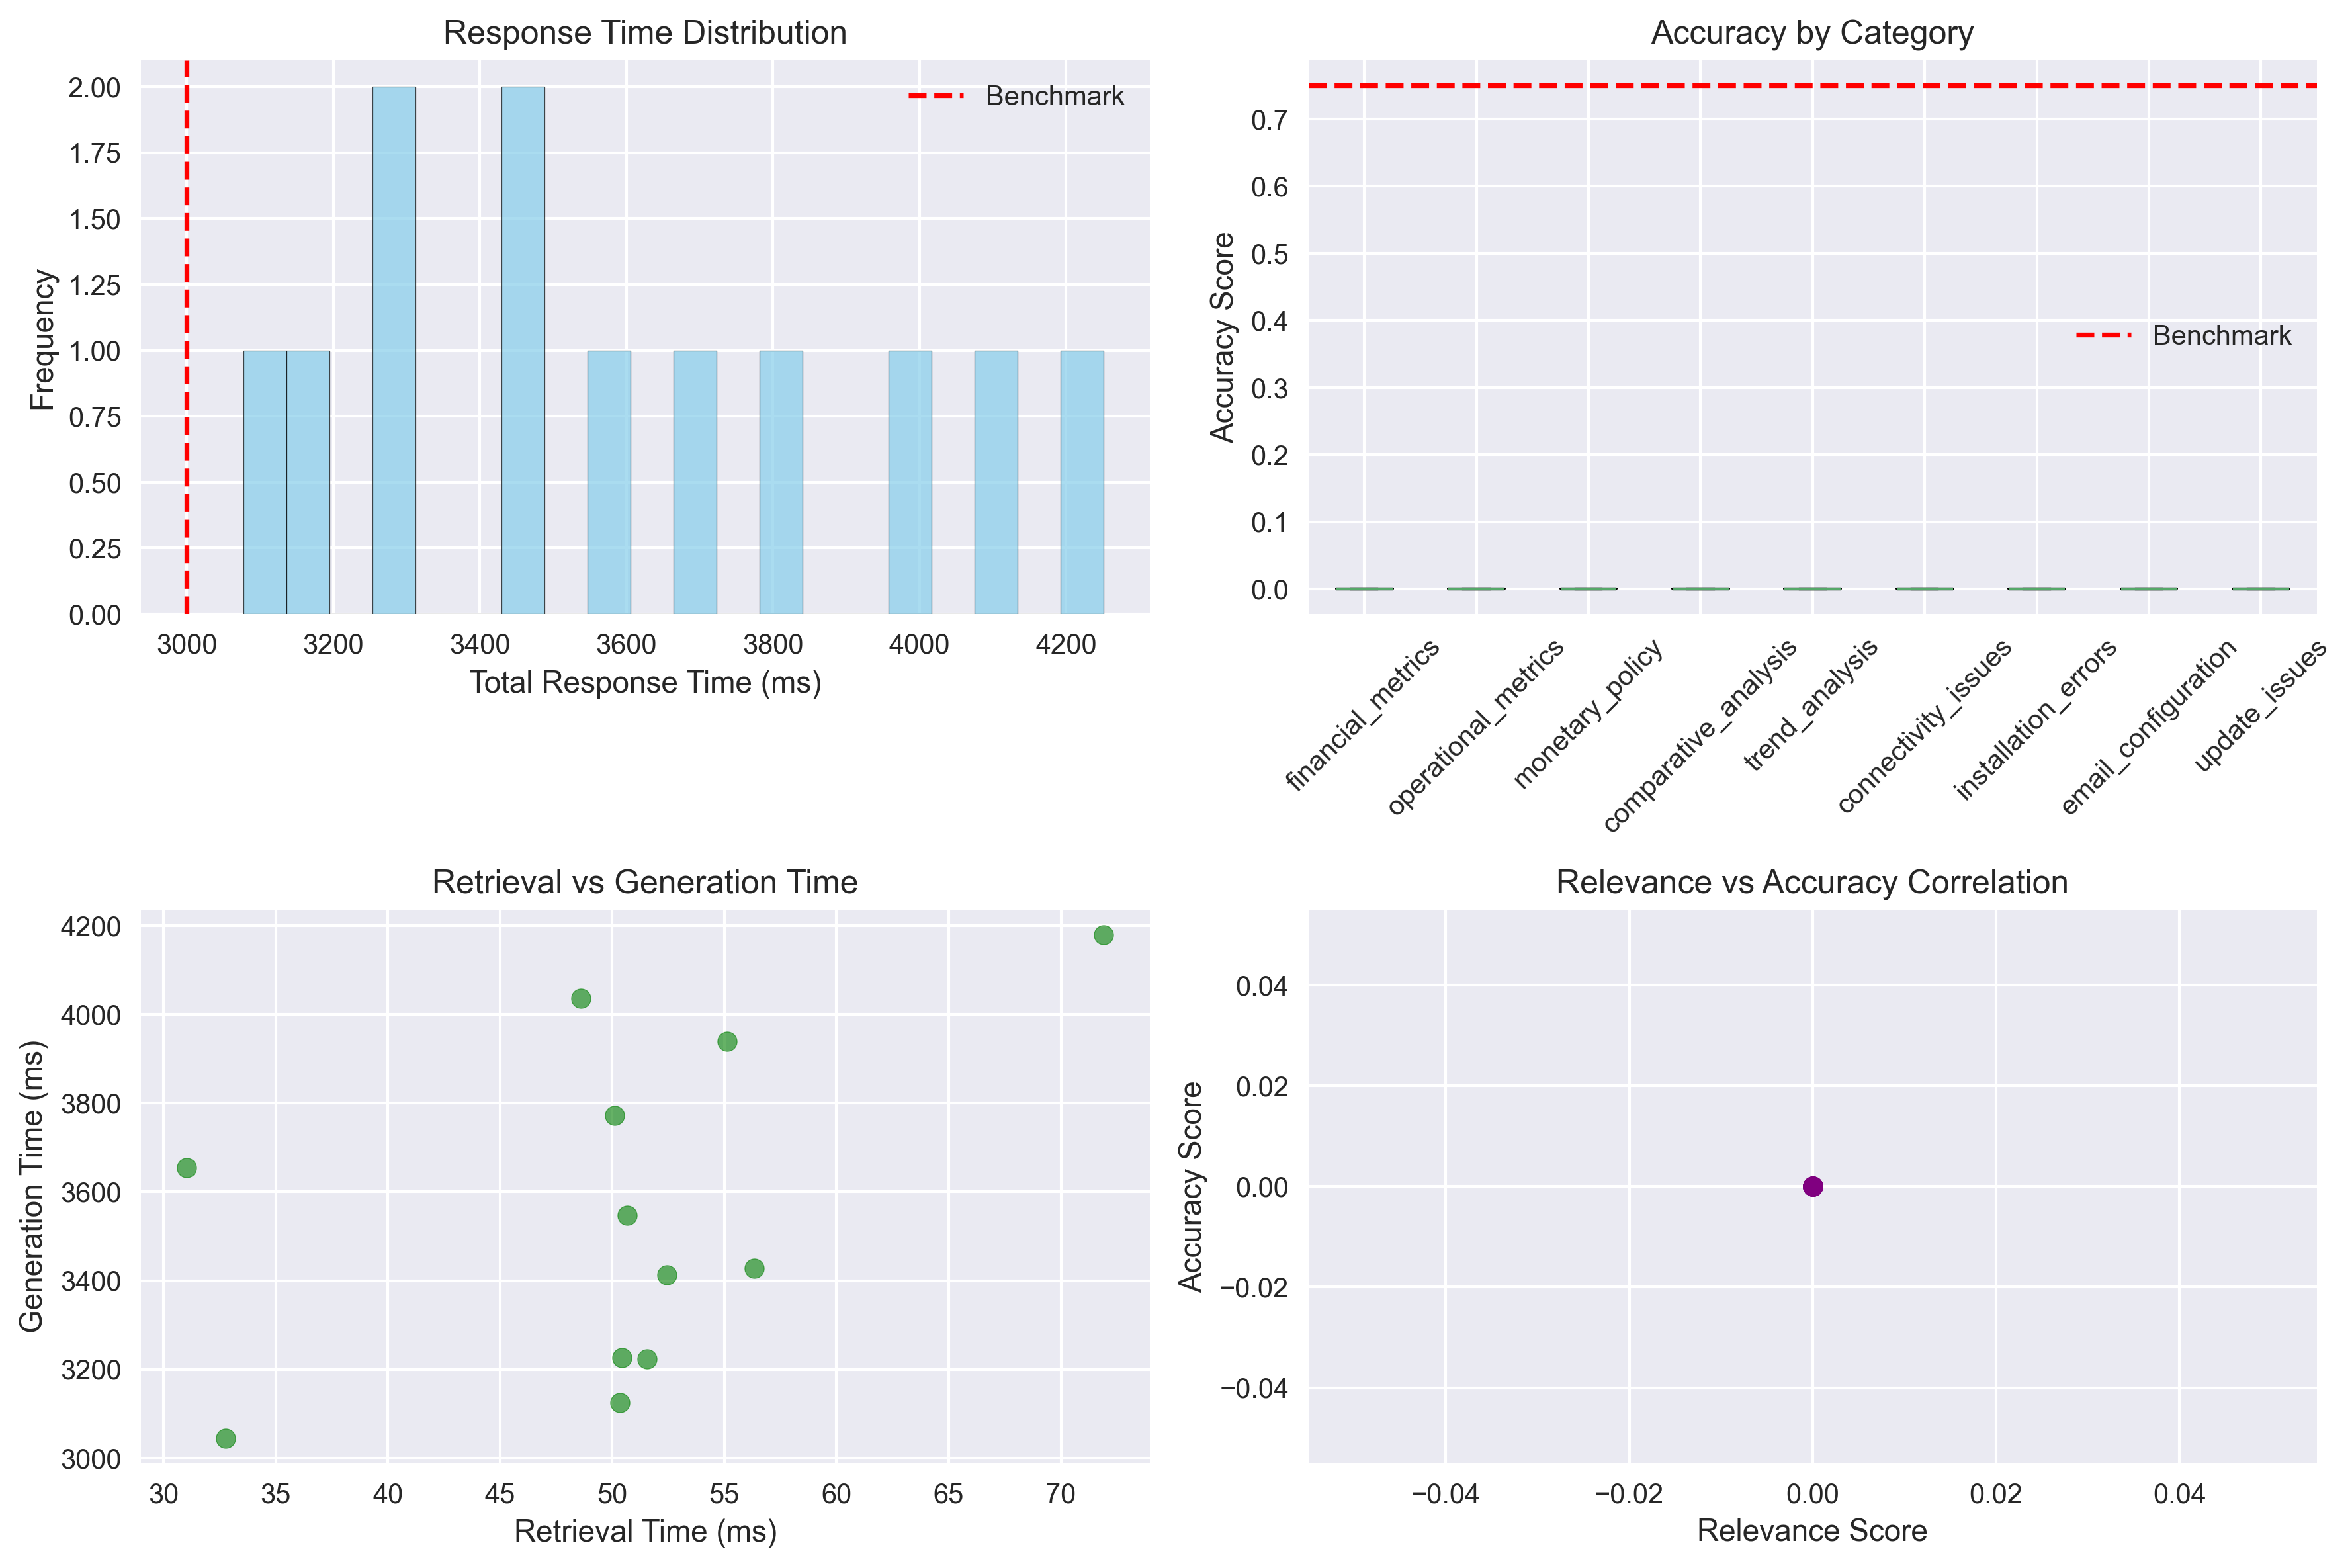 Response Time Distribution
Benchmark
2.00
1.75
1.50
1.25
1.00
0.75
0.50
0.25
0.00
Frequency
3000 3200 3400 3600 3800 4000 4200
Total Response Time (ms)
Accuracy by Category
Benchmark
0.7
0.6
0.5
0.4
0.3
0.2
0.1
0.0
Accuracy Score
financial_metrics
operational_metrics
monetary_policy
comparative_analysis
trend_analysis
connectivity_issues
installation_errors
email_configuration
update_issues
Retrieval vs Generation Time
4200
4000
3800
3600
3400
3200
3000
Generation Time (ms)
30 35 40 45 50 55 60 65 70
Retrieval Time (ms)
Relevance vs Accuracy Correlation
0.04
0.02
0.00
−0.02
−0.04
Accuracy Score
−0.04 −0.02 0.00 0.02 0.04
Relevance Score